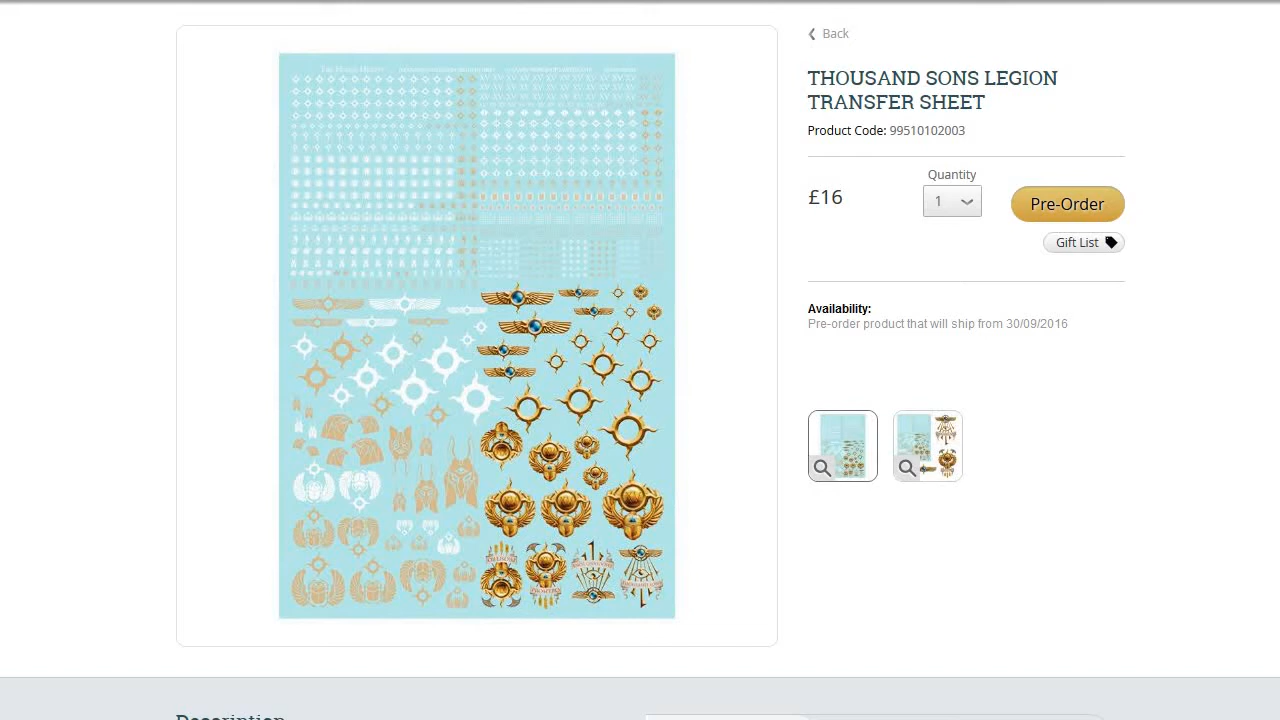 Back
THOUSAND SONS LEGION
TRANSFER SHEET
Product Code: 99510102003
Quantity
£16
1
Pre-Order
Gift List
Availability:
Pre-order product that will ship from 30/09/2016
Description